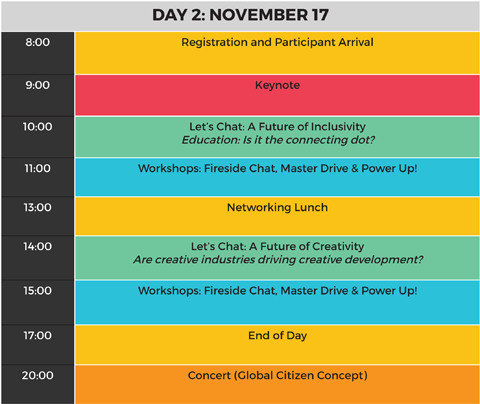 DAY 2: NOVEMBER 17
8:00 Registration and Participant Arrival
9:00 Keynote
10:00 Let's Chat: A Future of Inclusivity
Education: Is it the connecting dot?
11:00 Workshops: Fireside Chat, Master Drive & Power Up!
13:00 Networking Lunch
14:00 Let's Chat: A Future of Creativity
Are creative industries driving creative development?
15:00 Workshops: Fireside Chat, Master Drive & Power Up!
17:00 End of Day
20:00 Concert (Global Citizen Concept)